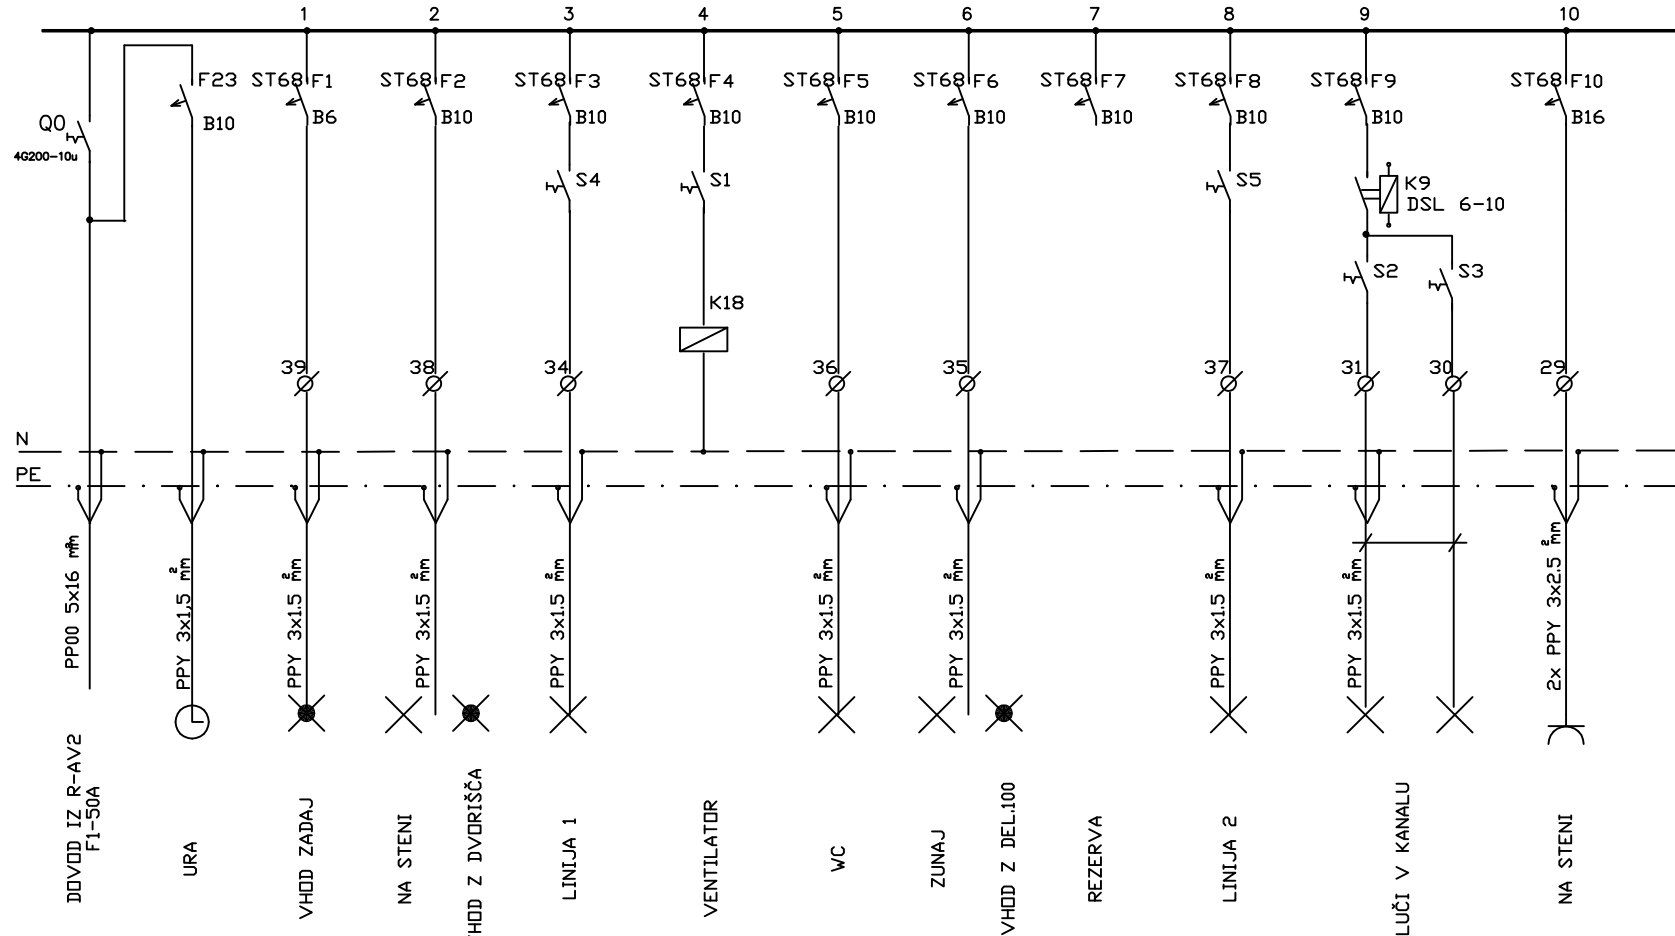 1 2 3 4 5 6 7 8 9 10
F23 ST68 F1 ST68 F2 ST68 F3 ST68 F4 ST68 F5 ST68 F6 F7 ST68 F8 ST68 F9 ST68 F10
Q0 B10 B6 B10 B10 B10 B10 B10 B10 B10 B10 B16
4G200-10u
S4 S1 S5 K9
DSL 6-10
S2 S3
K18
39 38 34 36 35 37 31 30 29
N
PE
PP00 5x16 mm²
PPY 3x1,5 mm²
PPY 3x1.5 mm²
PPY 3x1.5 mm²
PPY 3x1.5 mm²
PPY 3x1.5 mm²
PPY 3x1.5 mm²
PPY 3x1.5 mm²
PPY 3x1.5 mm²
2x PPY 3x2.5 mm²
DOVOD IZ R-AV2
F1-50A
URA
VHOD ZADAJ
NA STENI
HOD Z DVORIŠČA
LINIJA 1
VENTILATOR
WC
ZUNAJ
VHOD Z DEL.100
REZERVA
LINIJA 2
LUČI V KANALU
NA STENI